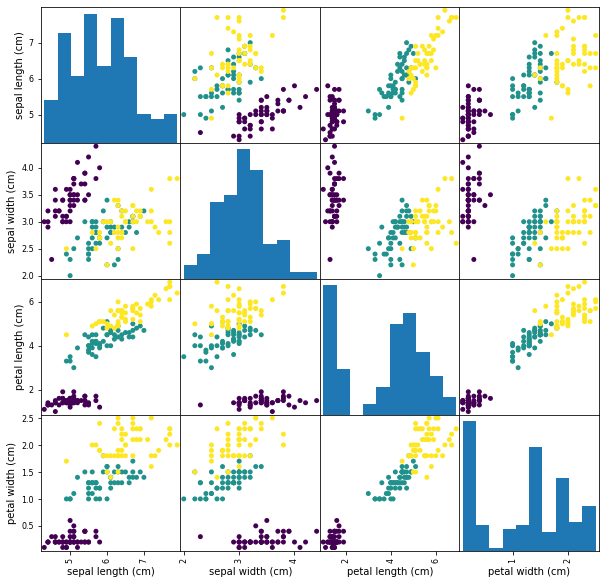 sepal length (cm)
7
6
5
sepal width (cm)
4.0
3.5
3.0
2.5
2.0
petal length (cm)
6
4
2
petal width (cm)
2.5
2.0
1.5
1.0
0.5
5 6 7 2 3 4 2 4 6 1 2
sepal length (cm) sepal width (cm) petal length (cm) petal width (cm)